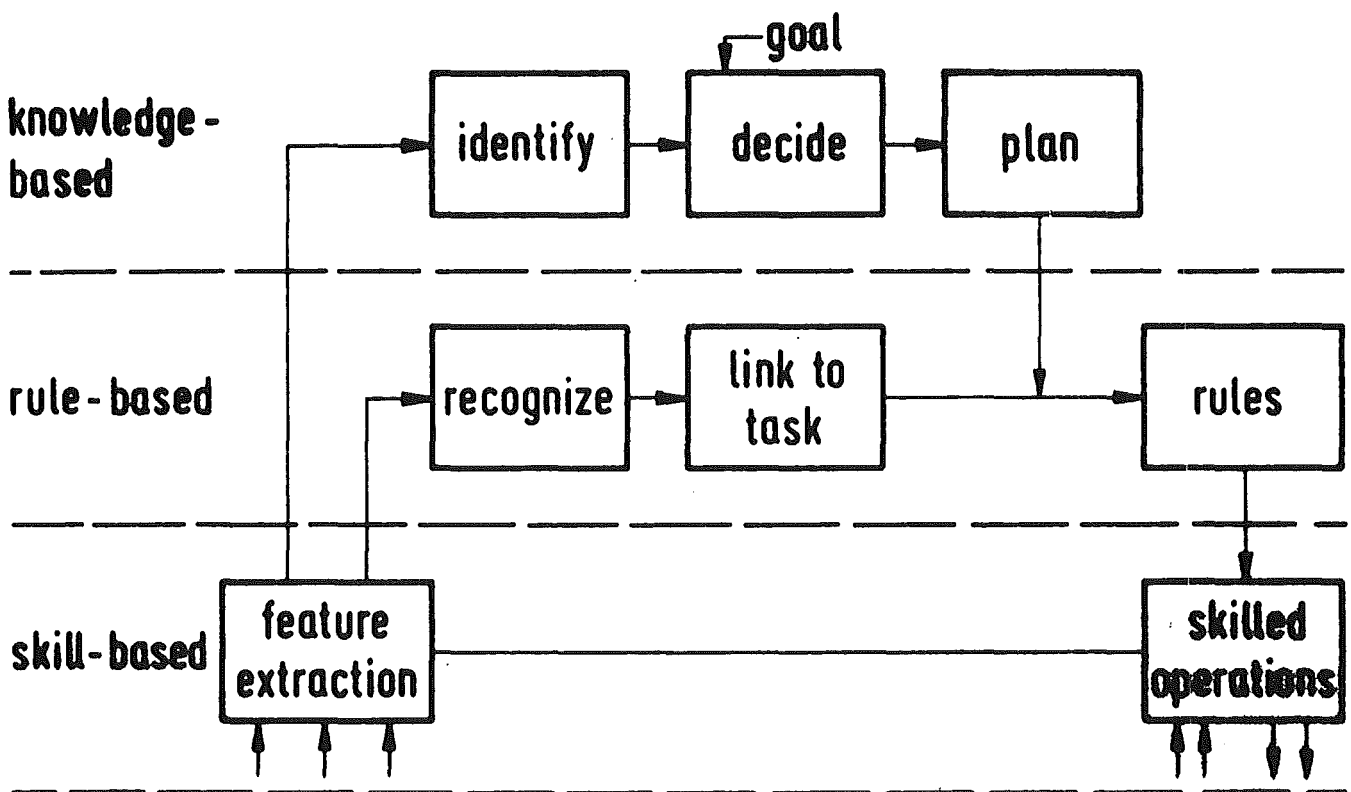 goal
knowledge-
based
identify
decide
plan
rule-based
recognize
link to
task
rules
skill-based
feature
extraction
skilled
operations